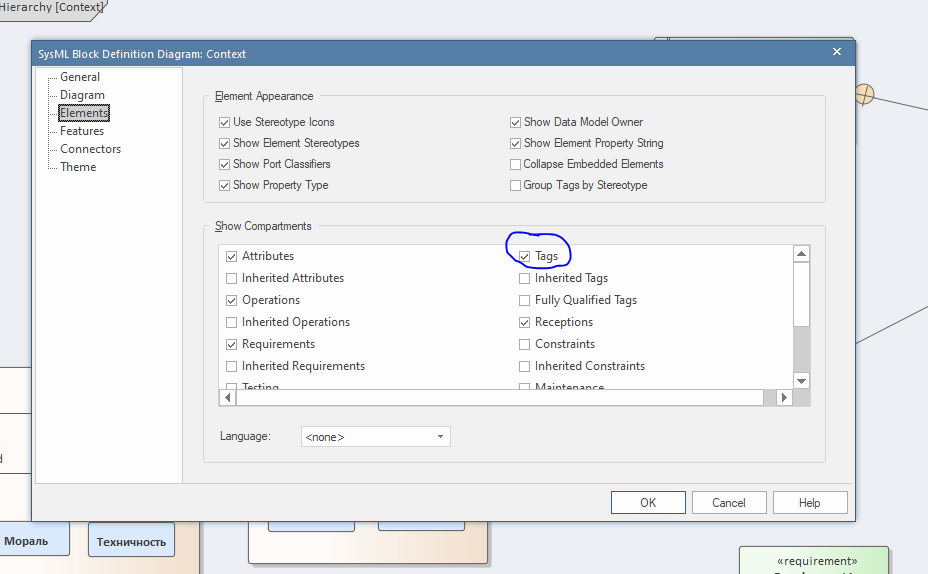 Hierarchy [Context]
SysML Block Definition Diagram: Context
General
Diagram
Elements
Features
Connectors
Theme
Element Appearance
Use Stereotype Icons
Show Data Model Owner
Show Element Stereotypes
Show Element Property String
Show Port Classifiers
Collapse Embedded Elements
Show Property Type
Group Tags by Stereotype
Show Compartments
Attributes
Tags
Inherited Attributes
Inherited Tags
Operations
Fully Qualified Tags
Inherited Operations
Receptions
Requirements
Constraints
Inherited Requirements
Inherited Constraints
Testing
Maintenance
Language:
<none>
OK
Cancel
Help
Мораль
Техничность
«requirement»